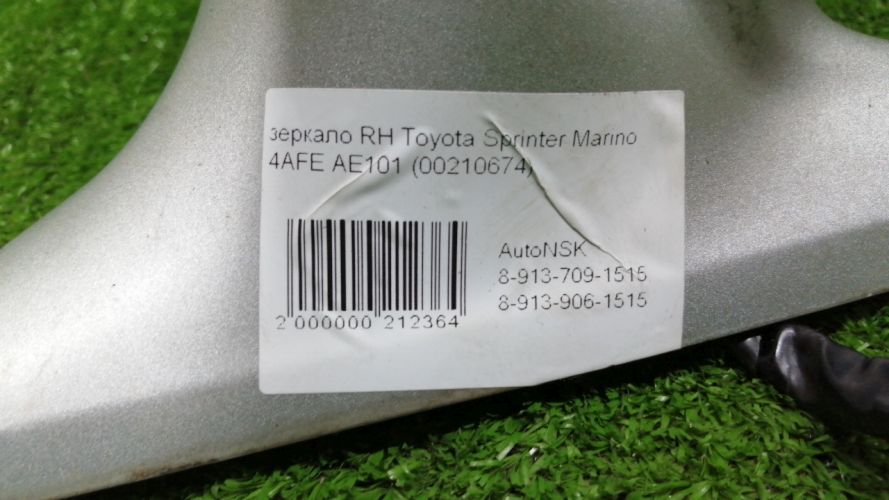 зеркало RH Toyota Sprinter Marino
4AFE AE101 (00210674)
AutoNSK
8-913-709-1515
8-913-906-1515
2 000000 212364